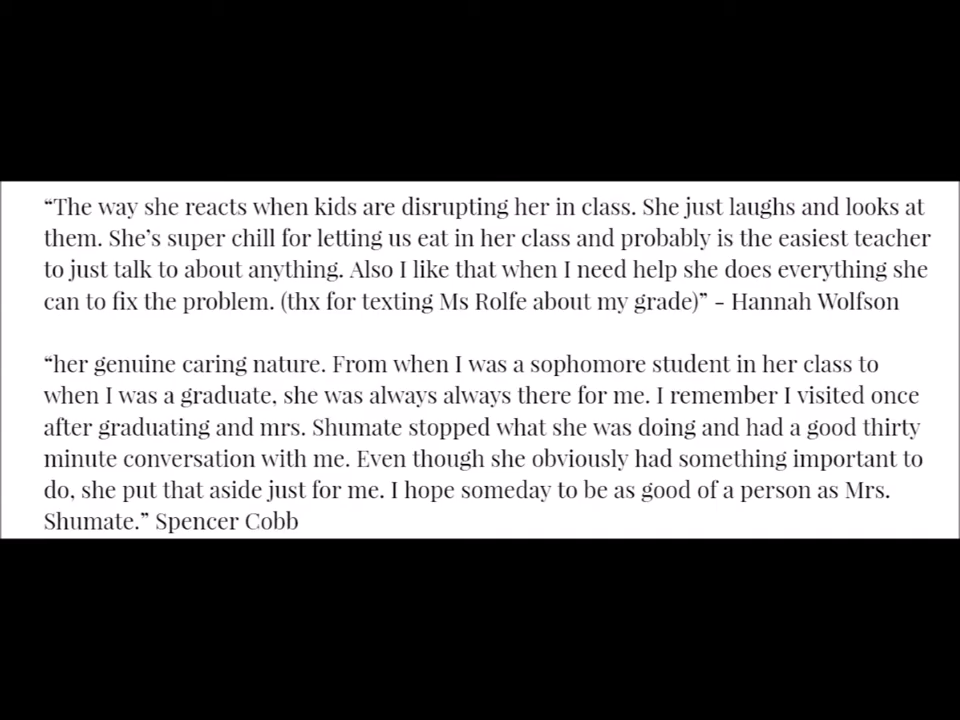 “The way she reacts when kids are disrupting her in class. She just laughs and looks at
them. She’s super chill for letting us eat in her class and probably is the easiest teacher
to just talk to about anything. Also I like that when I need help she does everything she
can to fix the problem. (thx for texting Ms Rolfe about my grade)” - Hannah Wolfson
“her genuine caring nature. From when I was a sophomore student in her class to
when I was a graduate, she was always always there for me. I remember I visited once
after graduating and mrs. Shumate stopped what she was doing and had a good thirty
minute conversation with me. Even though she obviously had something important to
do, she put that aside just for me. I hope someday to be as good of a person as Mrs.
Shumate.” Spencer Cobb